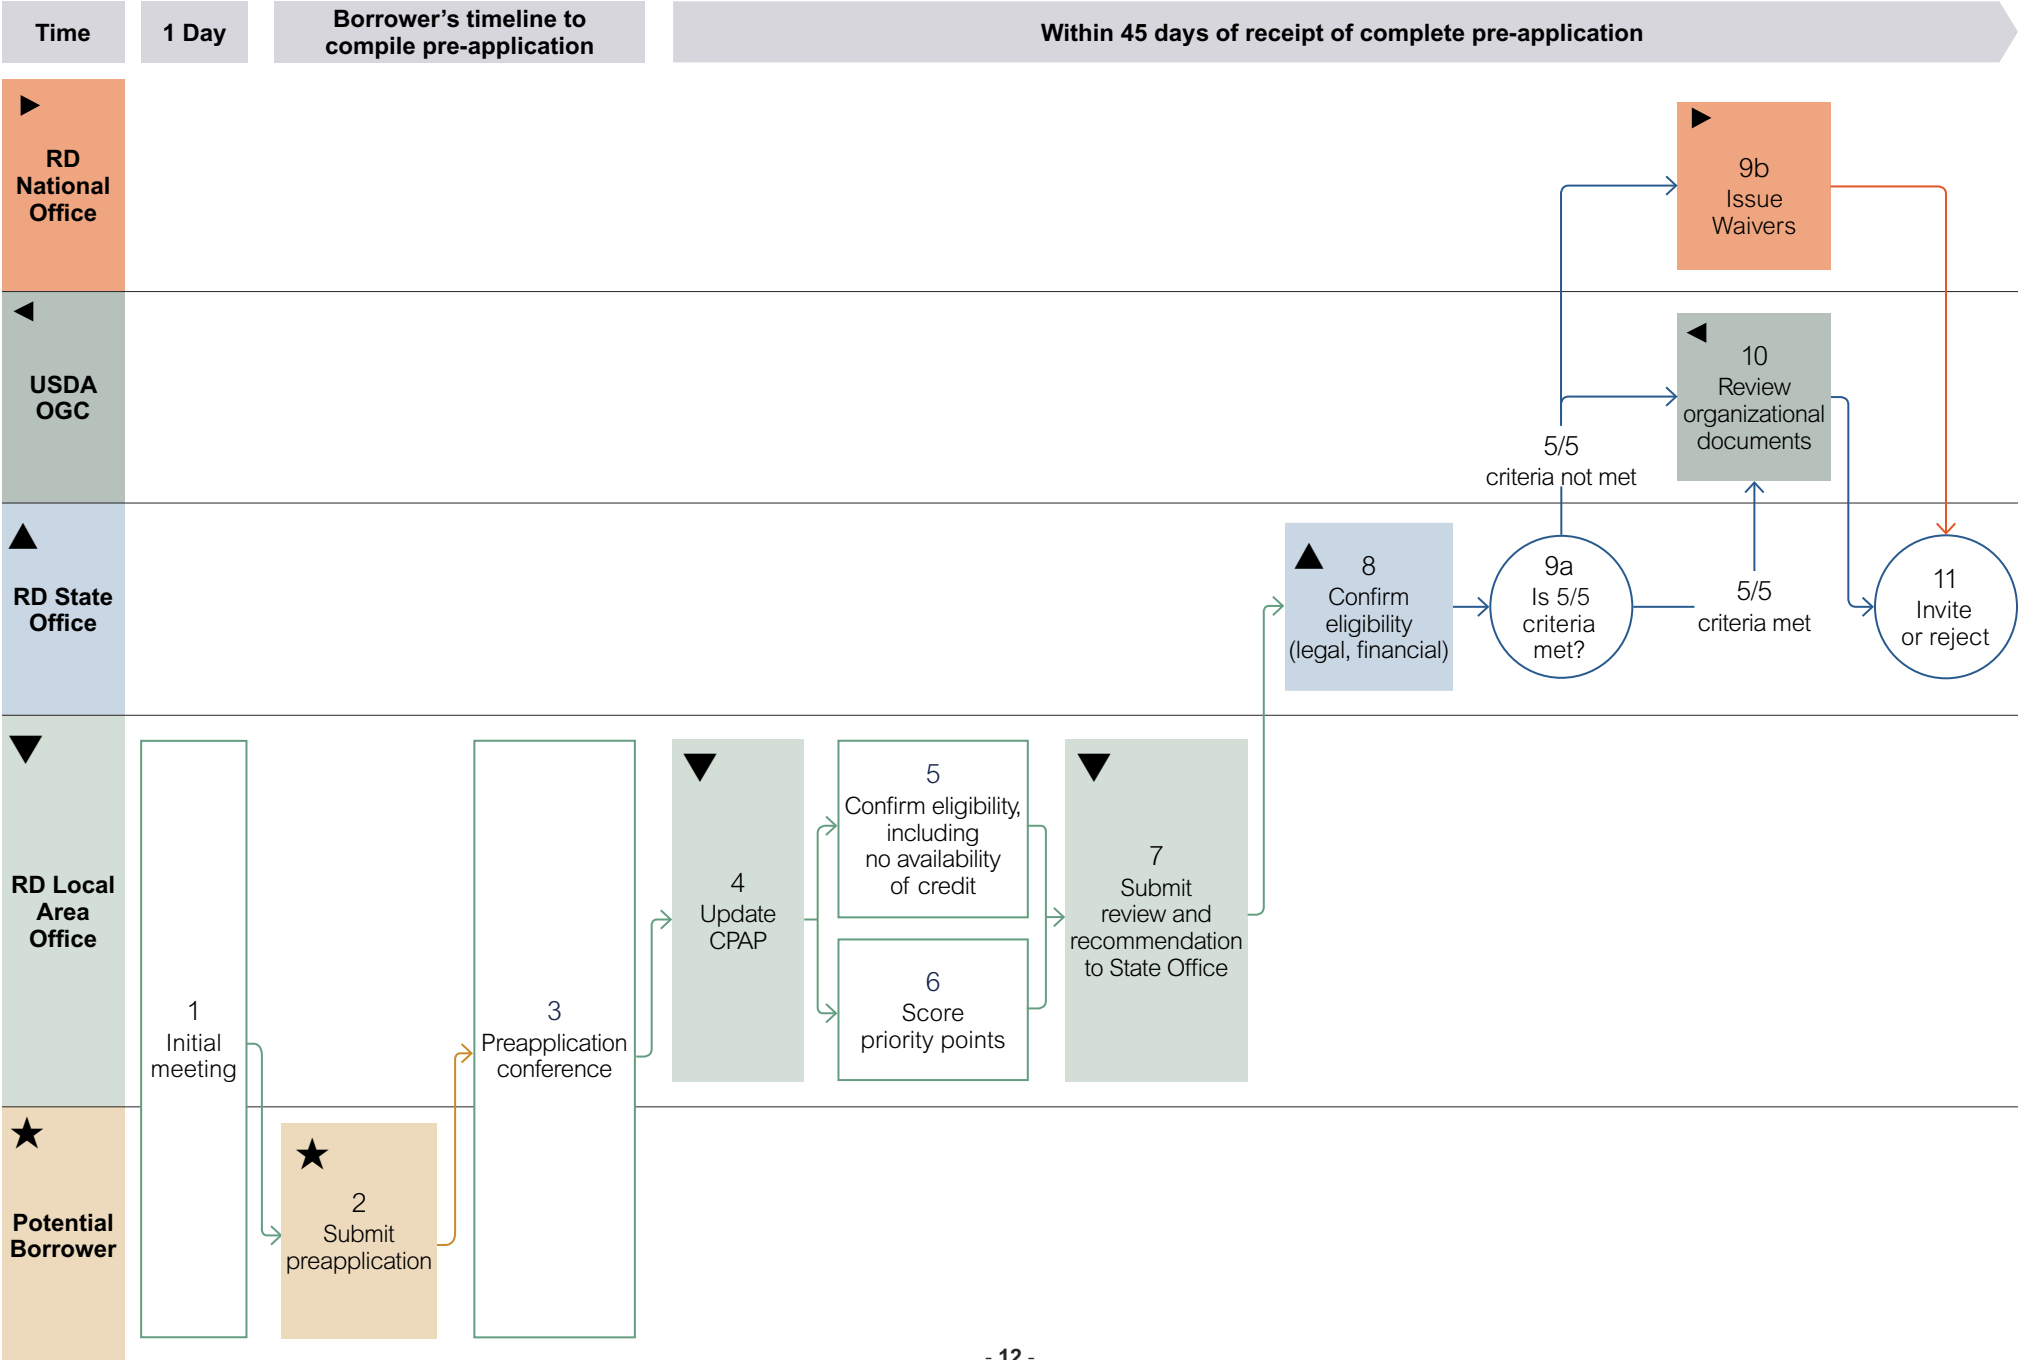 Time
1 Day
Borrower's timeline to
compile pre-application
Within 45 days of receipt of complete pre-application
RD
National
Office
9b
Issue
Waivers
USDA
OGC
10
Review
organizational
documents
5/5
criteria not met
RD State
Office
8
Confirm
eligibility
(legal, financial)
9a
Is 5/5
criteria
met?
5/5
criteria met
11
Invite
or reject
RD Local
Area
Office
1
Initial
meeting
3
Preapplication
conference
4
Update
CPAP
5
Confirm eligibility,
including
no availability
of credit
6
Score
priority points
7
Submit
review and
recommendation
to State Office
Potential
Borrower
2
Submit
preapplication
- 12 -